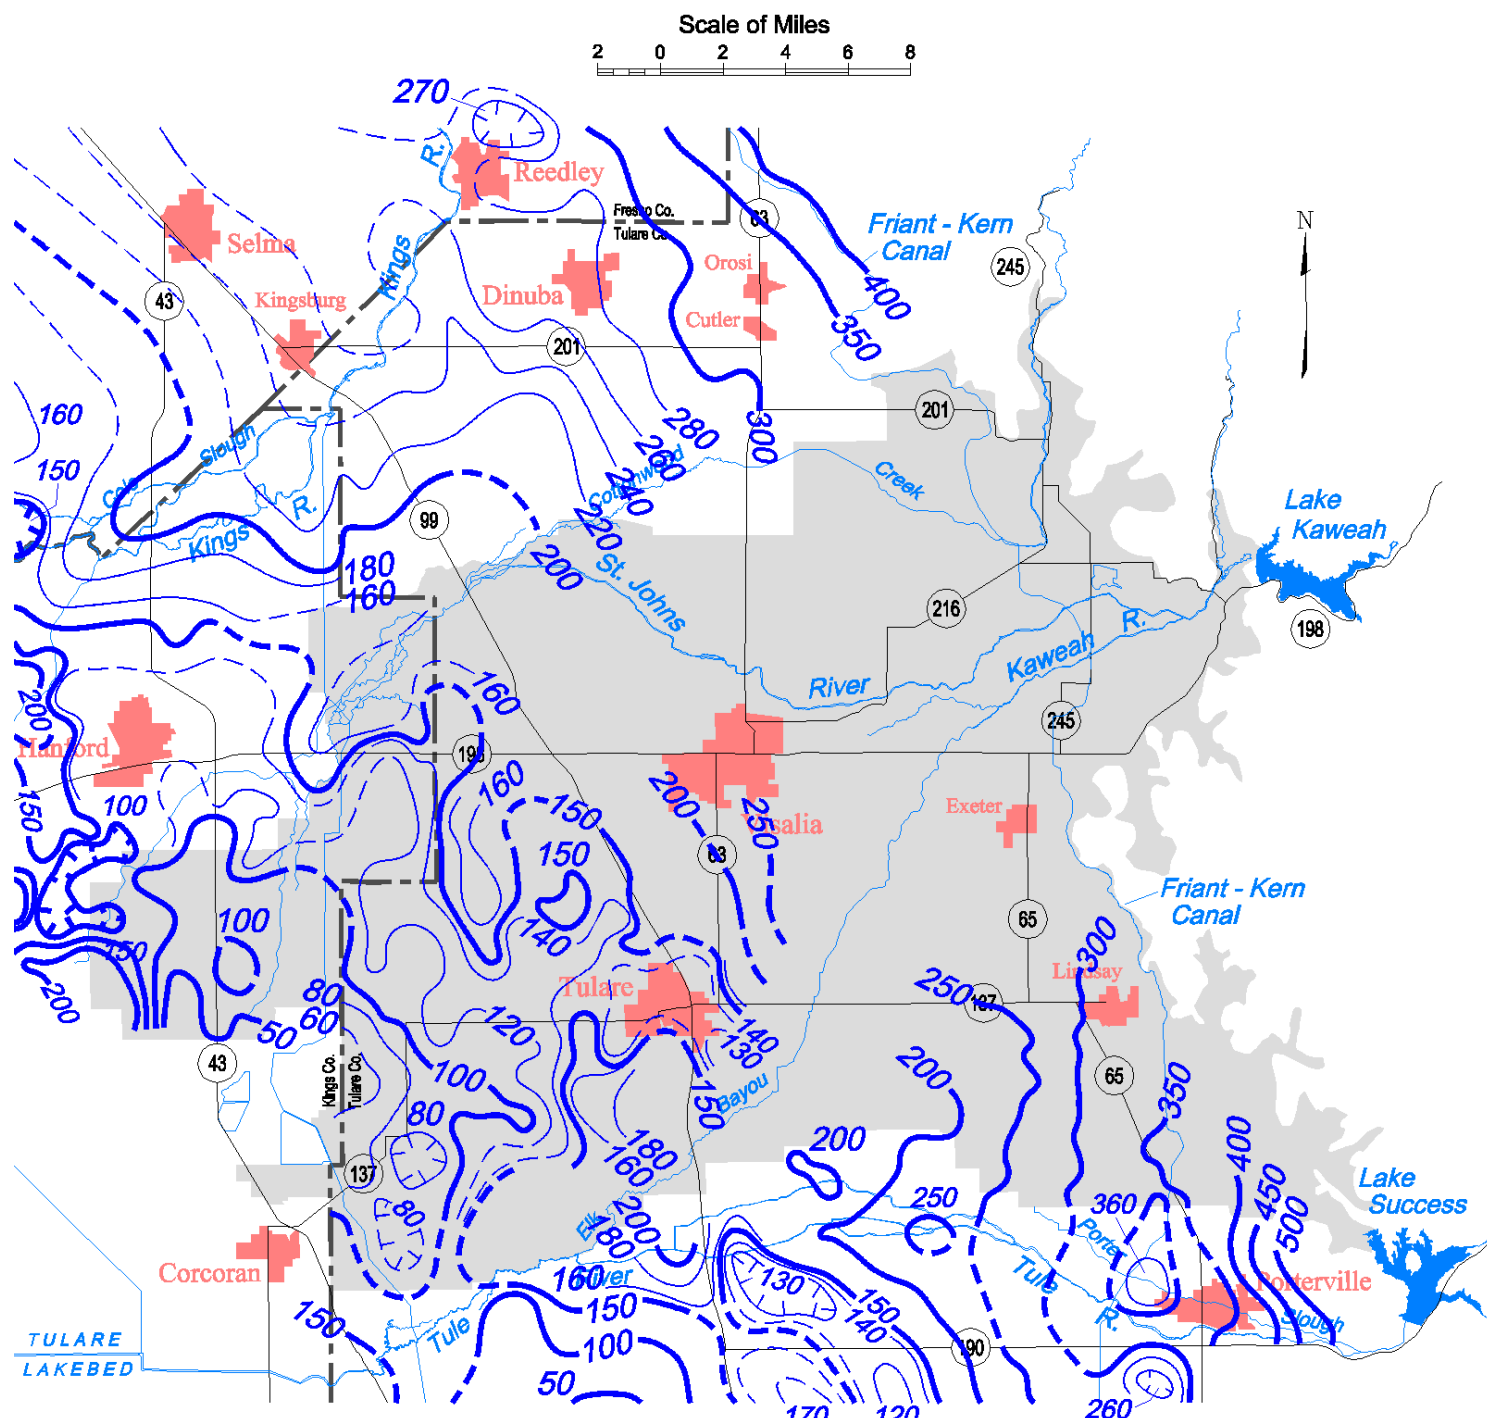 Scale of Miles
2 0 2 4 6 8
270
R.
Reedley
Fresno Co.
Tulare Co.
63
Friant - Kern
Canal
N
Selma
Kings
Orosi
245
Kingsburg
Dinuba
400
43
Cutler
350
201
160
280
300
201
Slough
260
150
Cole
240
Cottonwood
Creek
R.
99
220
Lake
Kaweah
Kings
180
200
St. Johns
160
216
Kaweah
R.
198
160
River
200
245
Hanford
198
160
200
250
150
100
150
Visalia
Exeter
150
63
Friant - Kern
Canal
100
140
65
300
150
Lindsay
200
80
Tulare
250
137
60
50
120
140
130
43
Kings Co.
Tulare Co.
100
200
65
350
150
Bayou
80
180
200
400
137
160
450
Lake
Success
80
200
250
360
500
Elk
180
Porter
Corcoran
160
River
130
Tule
Porterville
150
150
150
R.
Slough
TULARE
LAKEBED
Tule
100
140
190
50
170
120
260